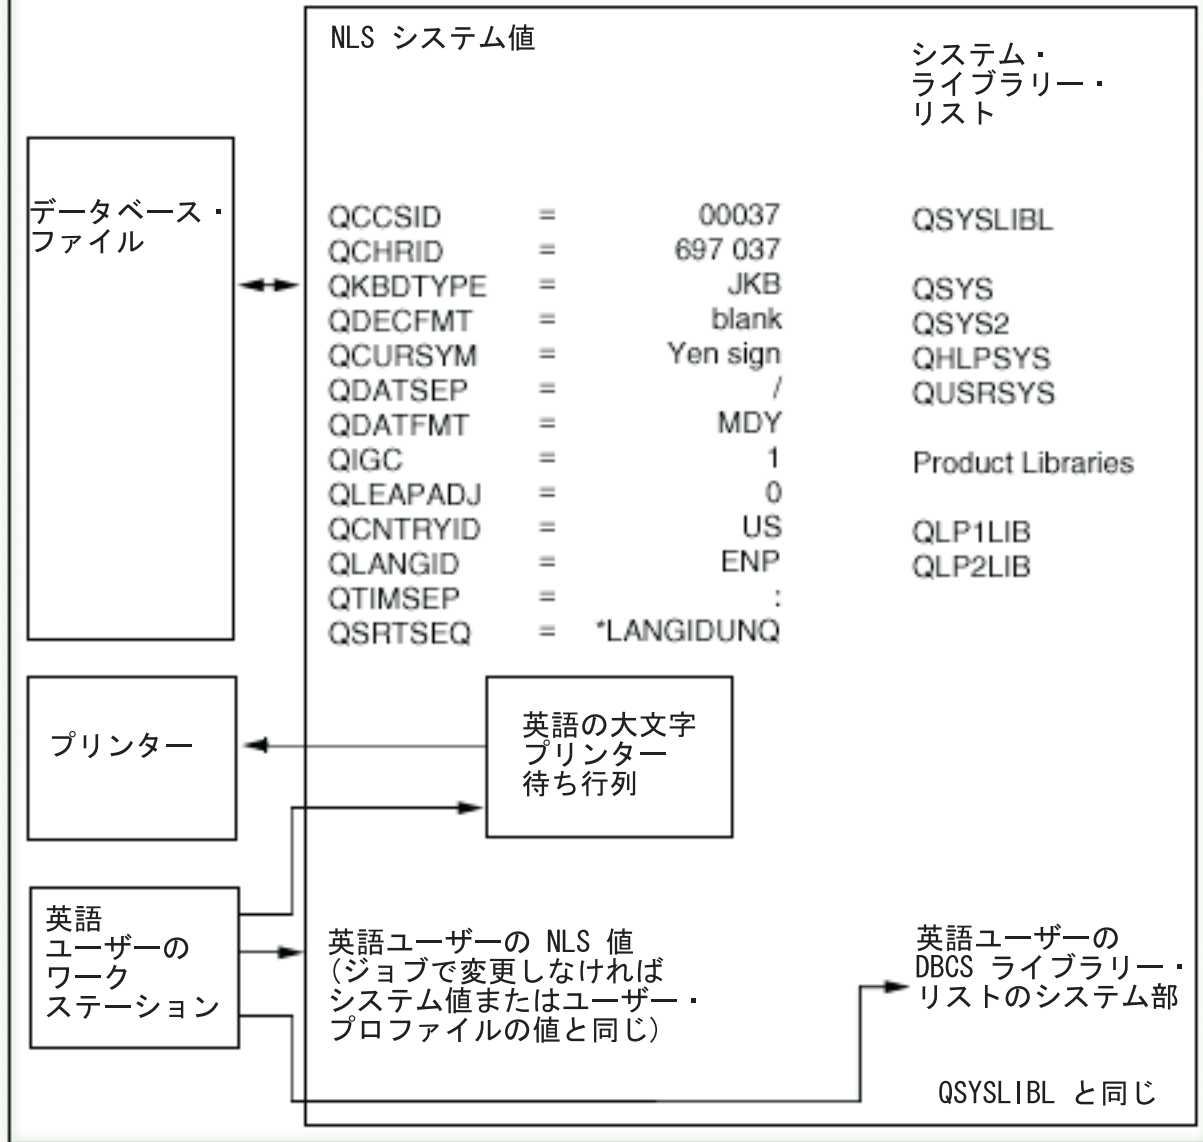 NLS システム値
システム・
ライブラリー・
リスト
データベース・
ファイル
QCCSID = 00037 QSYSLIBL
QCHRID = 697 037
QKBDTYPE = JKB QSYS
QDECFMT = blank QSYS2
QCURSYM = Yen sign QHLPSYS
QDATSEP = / QUSRSYS
QDATFMT = MDY
QIGC = 1 Product Libraries
QLEAPADJ = 0
QCNTRYID = US QLP1LIB
QLANGID = ENP QLP2LIB
QTIMSEP = :
QSRTSEQ = *LANGIDUNQ
プリンター
英語の大文字
プリンター
待ち行列
英語
ユーザーの
ワーク
ステーション
英語ユーザーの NLS 値
(ジョブで変更しなければ
システム値またはユーザー・
プロファイルの値と同じ)
英語ユーザーの
DBCS ライブラリー・
リストのシステム部
QSYSLIBL と同じ